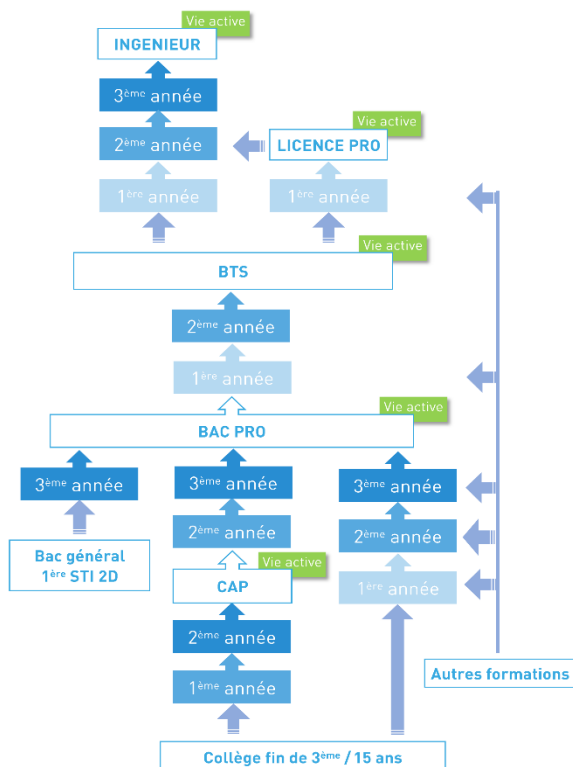 Vie active
INGENIEUR
3ème année
Vie active
2ème année
LICENCE PRO
1ère année
1ère année
Vie active
BTS
2ème année
1ère année
Vie active
BAC PRO
3ème année
3ème année
3ème année
2ème année
2ème année
Bac général
1ère STI 2D
Vie active
CAP
1ère année
2ème année
Autres formations
1ème année
Collège fin de 3ème / 15 ans